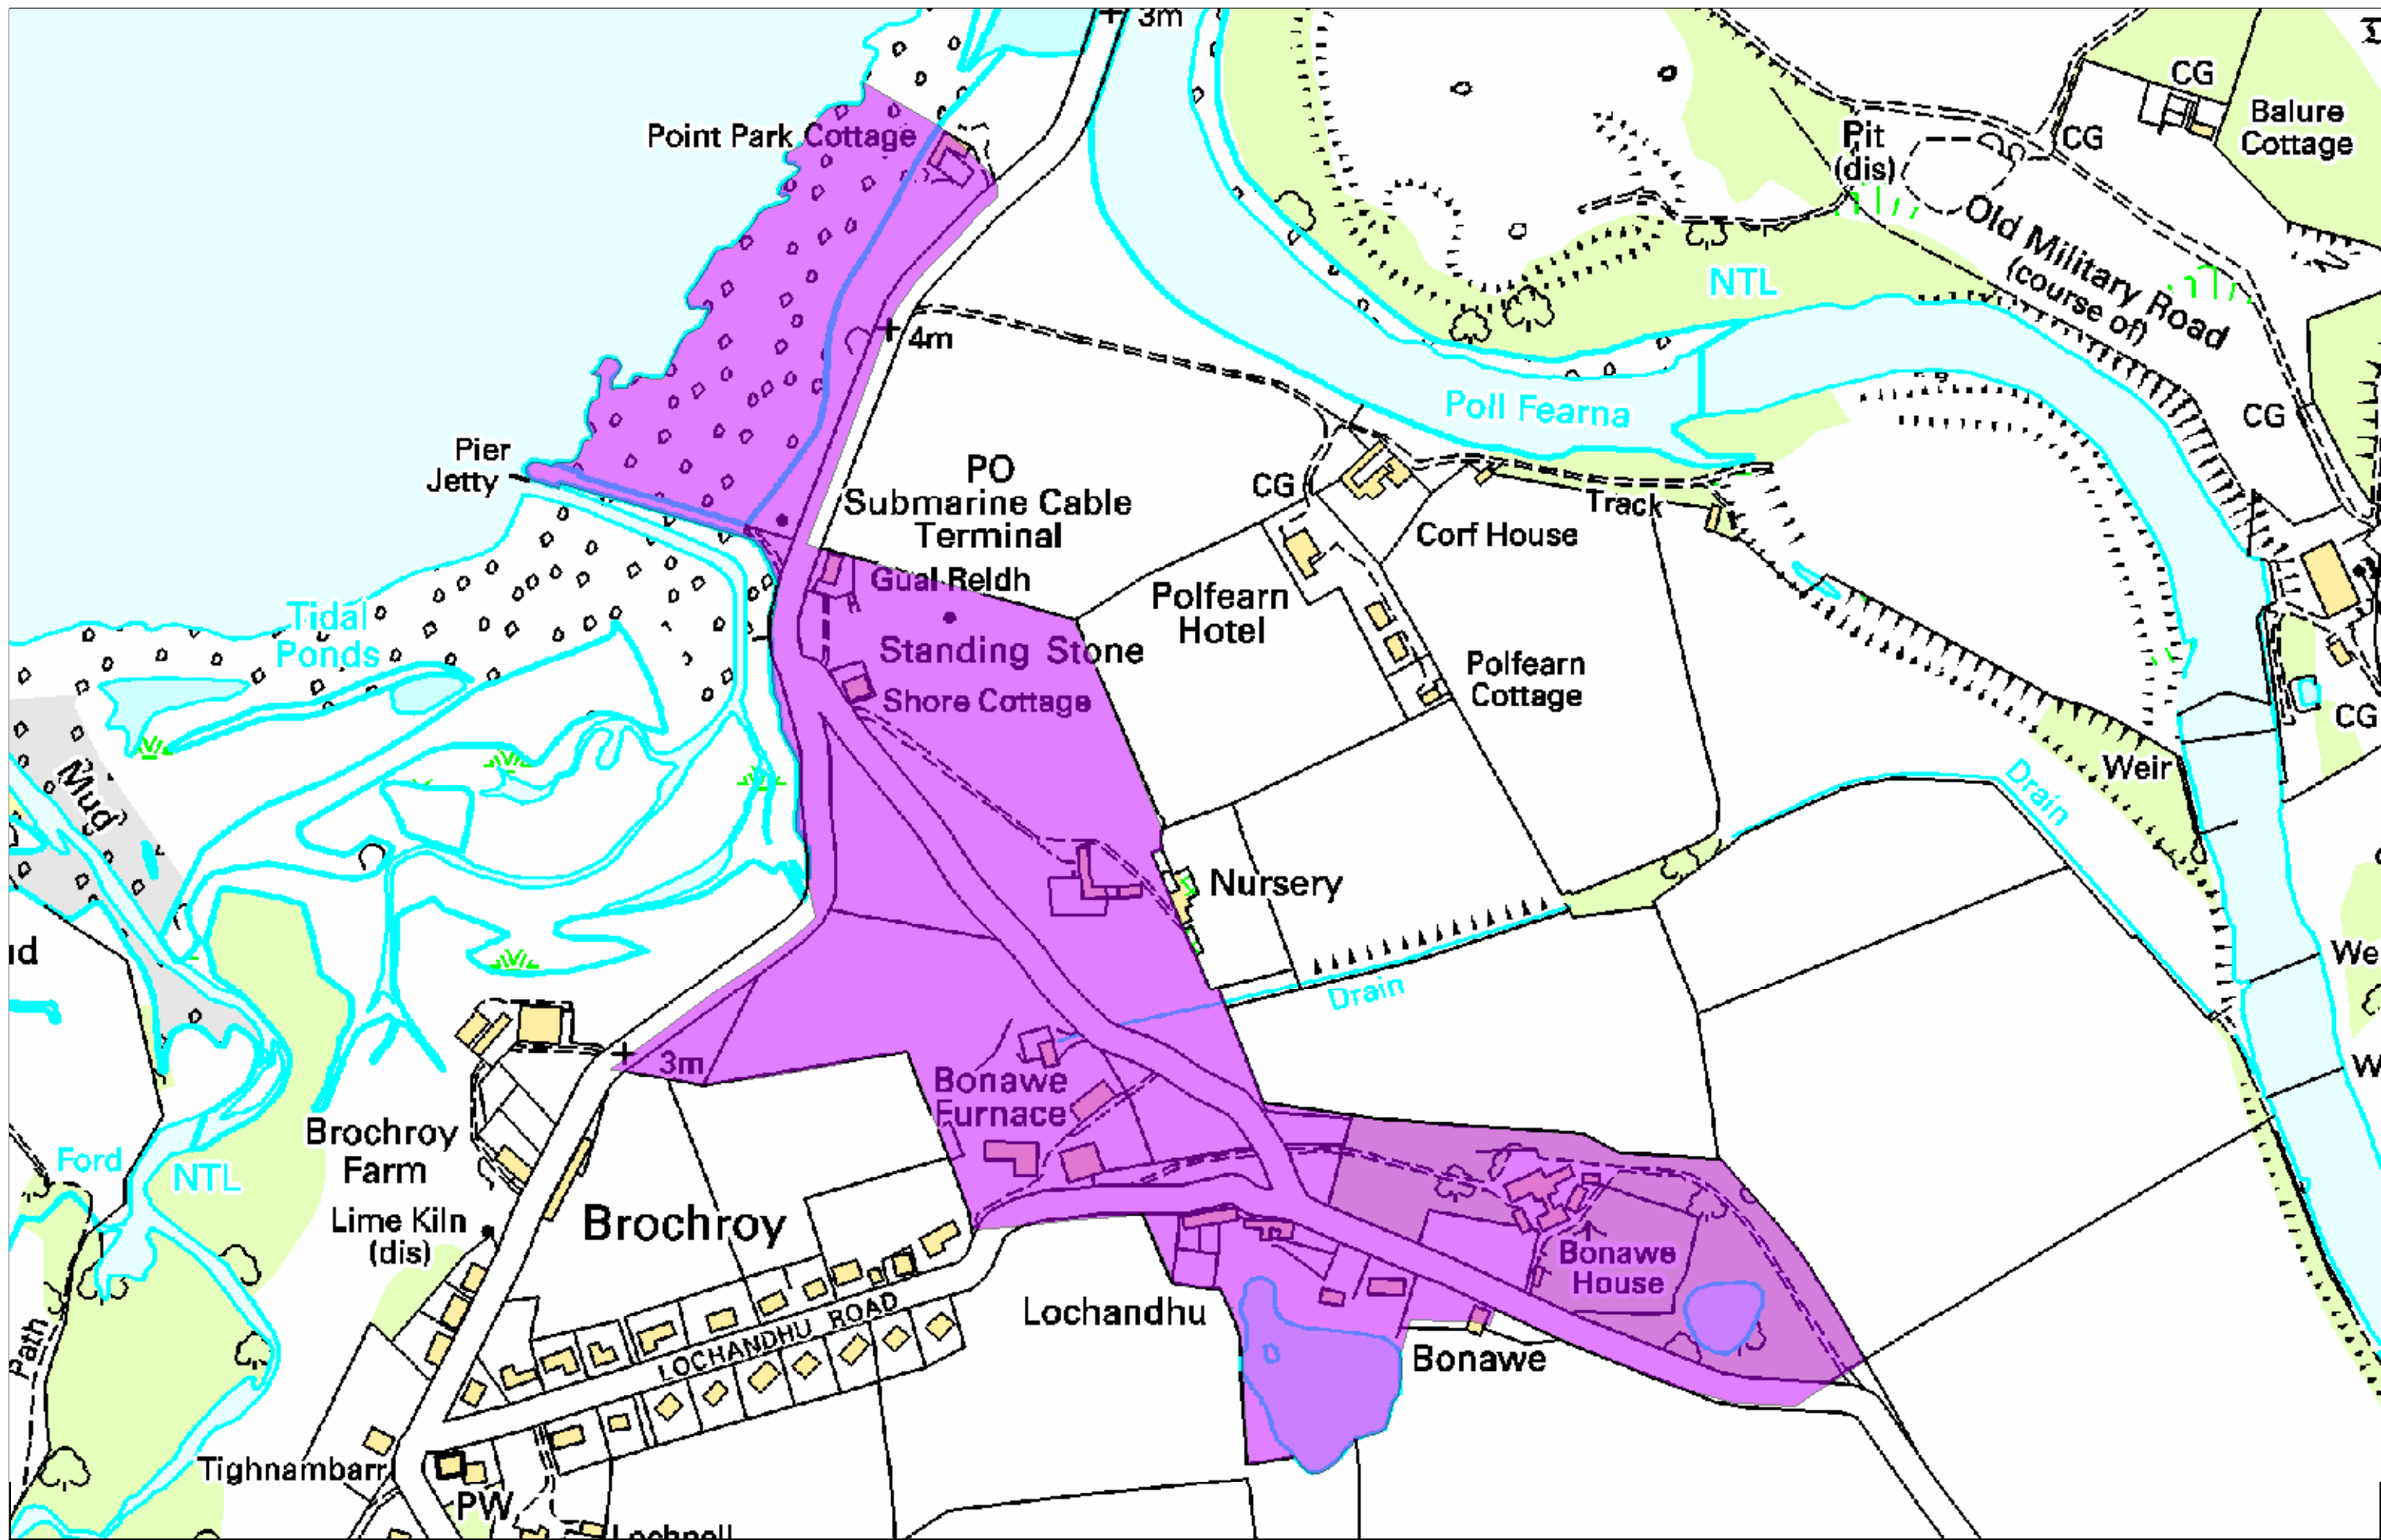 3m
CG
Balure
Cottage
Point Park Cottage
Pit
(dis)
CG
Old Military Road
(course of)
NTL
4m
Poll Fearna
CG
Pier
Jetty
PO
Submarine Cable
Terminal
CG
Track
Corf House
Gual Reldh
Polfearn
Hotel
Tidal
Ponds
Standing Stone
Shore Cottage
Polfearn
Cottage
CG
Mud
Weir
Drain
Nursery
Drain
3m
Bonawe
Furnace
Brochroy
Farm
Ford
NTL
Lime Kiln
(dis)
Brochroy
Bonawe
House
Lochandhu
LOCHANDHU ROAD
Bonawe
Path
Tighnambarr
PW